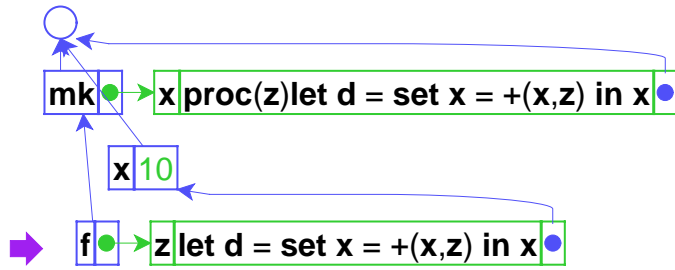 mk x proc(z)let d = set x = +(x,z) in x
x 10
f z let d = set x = +(x,z) in x